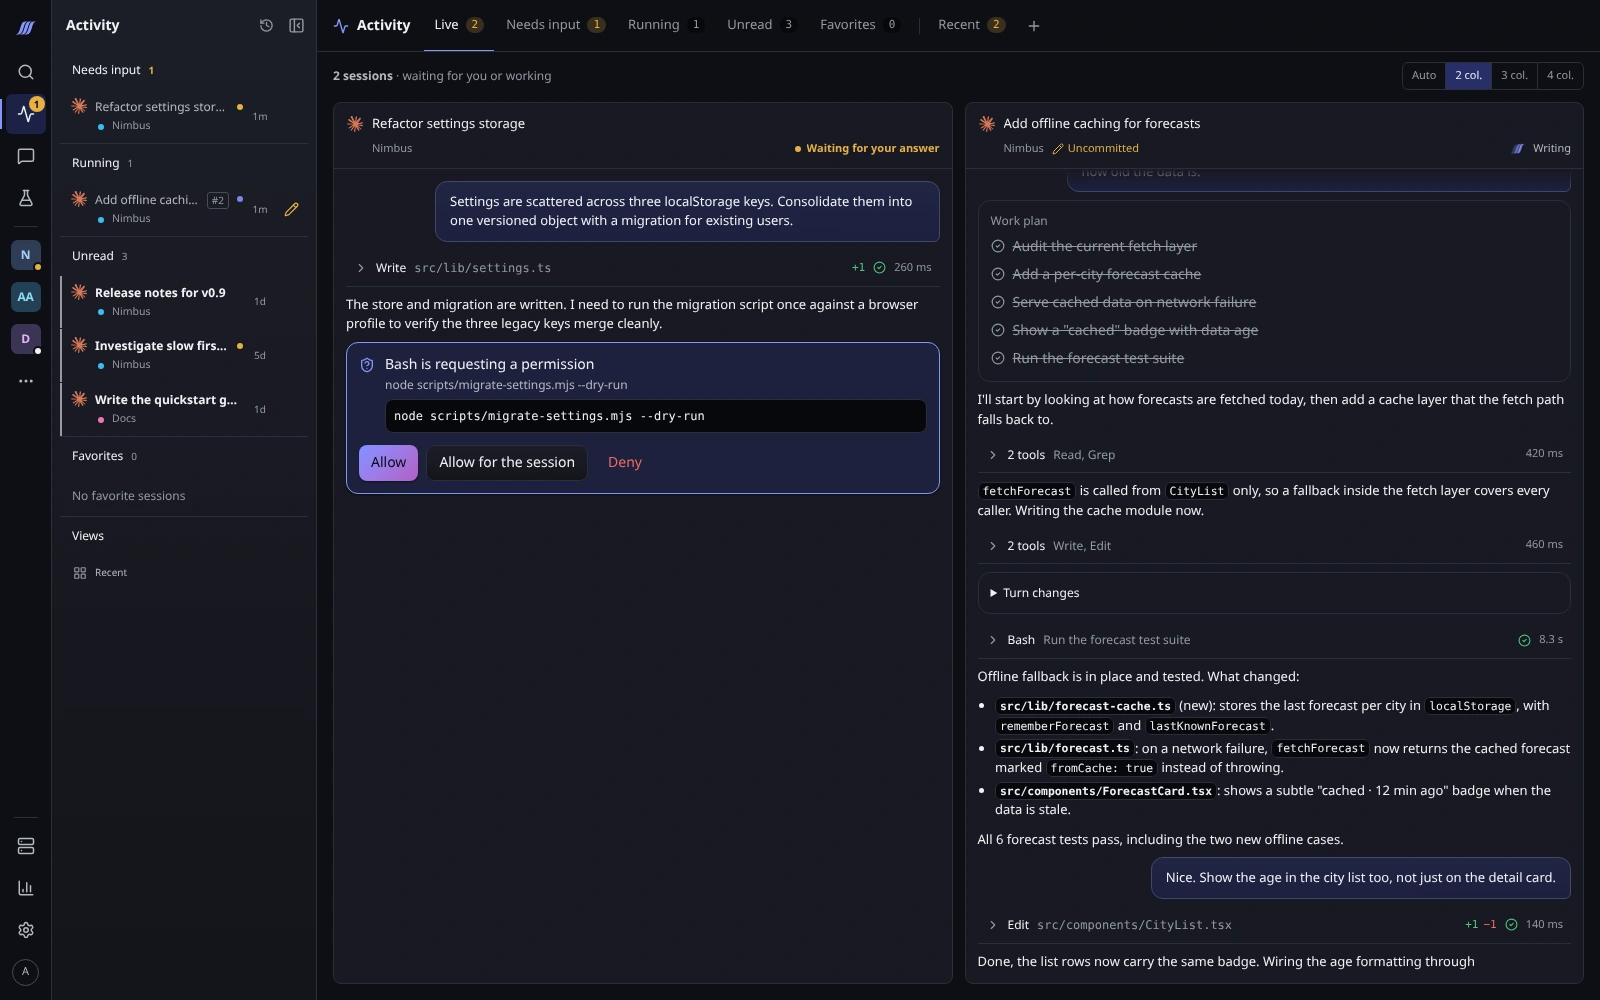 Activity
Needs input 1
Refactor settings stor...
1m
Nimbus
Running 1
Add offline cachi... #2
1m
Nimbus
Unread 3
Release notes for v0.9
1d
Nimbus
Investigate slow firs...
5d
Nimbus
Write the quickstart g...
1d
Docs
Favorites 0
No favorite sessions
Views
Recent
1
N
AA
D
A
Activity
Live 2
Needs input 1
Running 1
Unread 3
Favorites 0
Recent 2
2 sessions · waiting for you or working
Auto
2 col.
3 col.
4 col.
Refactor settings storage
Nimbus
Waiting for your answer
Settings are scattered across three localStorage keys. Consolidate them into
one versioned object with a migration for existing users.
Write src/lib/settings.ts
+1 260 ms
The store and migration are written. I need to run the migration script once against a browser
profile to verify the three legacy keys merge cleanly.
Bash is requesting a permission
node scripts/migrate-settings.mjs --dry-run
node scripts/migrate-settings.mjs --dry-run
Allow
Allow for the session
Deny
Add offline caching for forecasts
Nimbus Uncommitted
Writing
how old the data is.
Work plan
Audit the current fetch layer
Add a per-city forecast cache
Serve cached data on network failure
Show a "cached" badge with data age
Run the forecast test suite
I'll start by looking at how forecasts are fetched today, then add a cache layer that the fetch path
falls back to.
2 tools Read, Grep
420 ms
fetchForecast is called from CityList only, so a fallback inside the fetch layer covers every
caller. Writing the cache module now.
2 tools Write, Edit
460 ms
Turn changes
Bash Run the forecast test suite
8.3 s
Offline fallback is in place and tested. What changed:
• src/lib/forecast-cache.ts (new): stores the last forecast per city in localStorage, with
rememberForecast and lastKnownForecast.
• src/lib/forecast.ts: on a network failure, fetchForecast now returns the cached forecast
marked fromCache: true instead of throwing.
• src/components/ForecastCard.tsx: shows a subtle "cached · 12 min ago" badge when the
data is stale.
All 6 forecast tests pass, including the two new offline cases.
Nice. Show the age in the city list too, not just on the detail card.
Edit src/components/CityList.tsx
+1 −1 140 ms
Done, the list rows now carry the same badge. Wiring the age formatting through